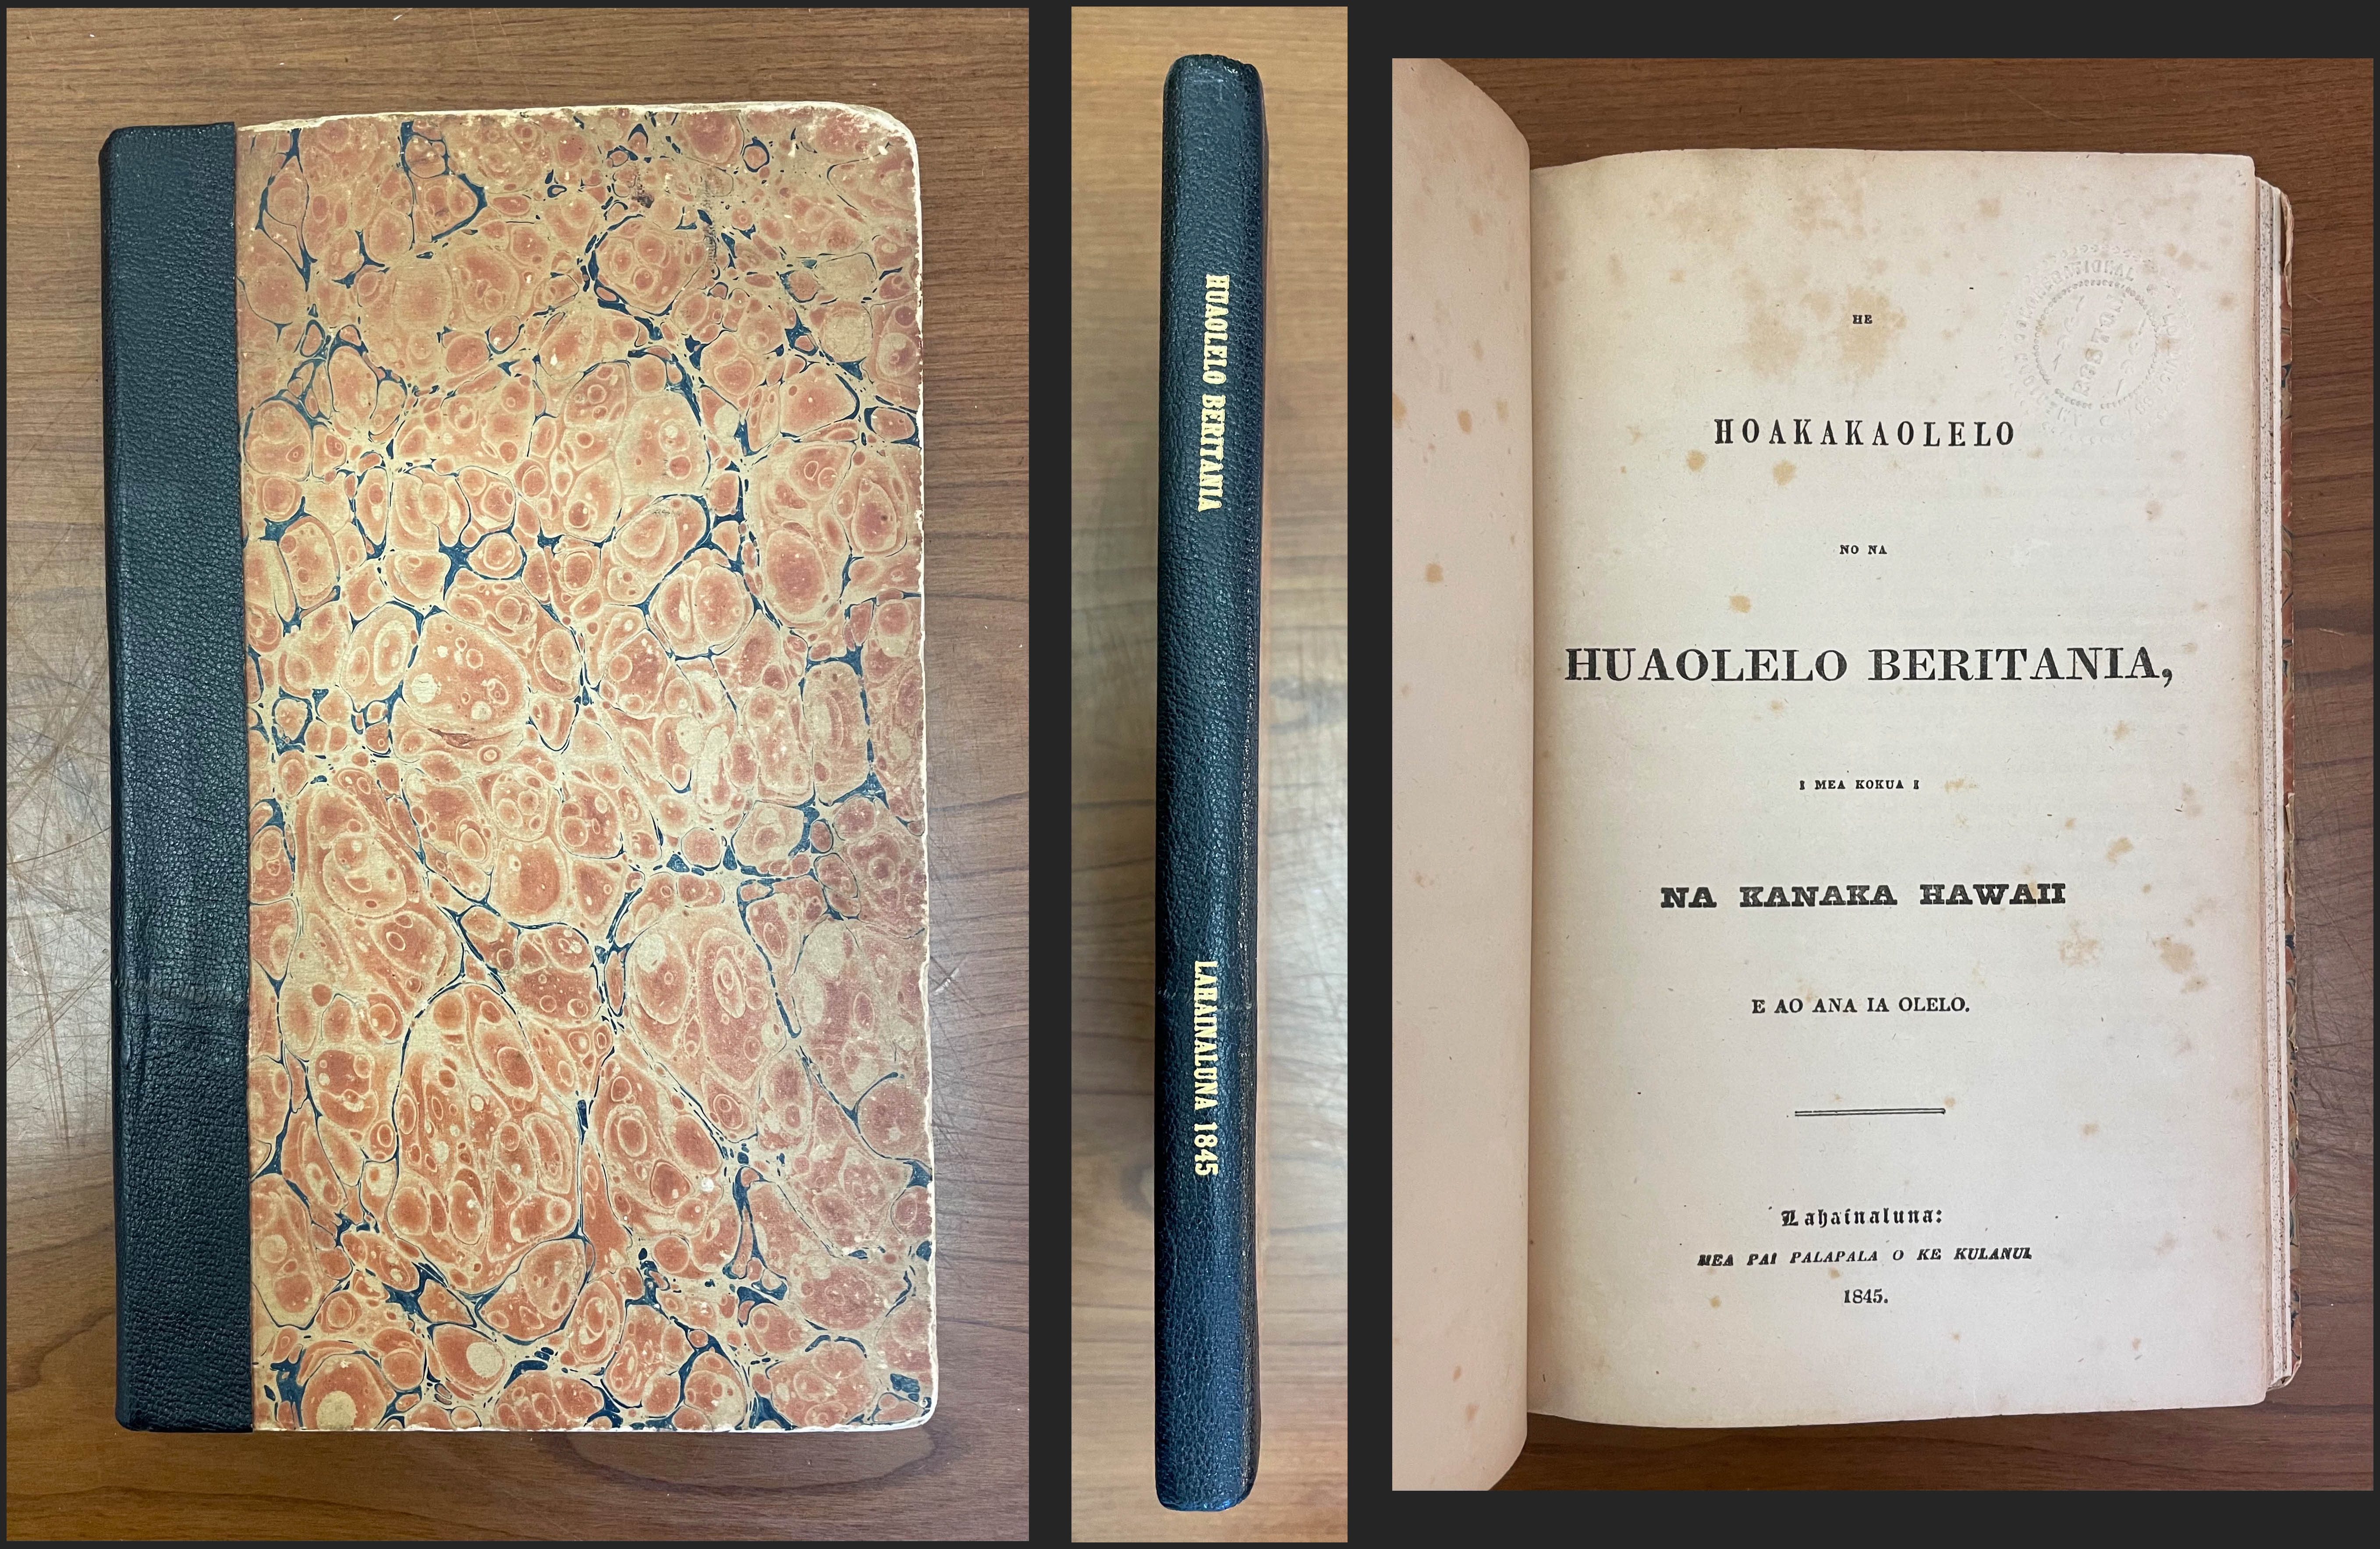 HUAOLELO BERITANIA
LAHAINALUNA 1845
HE
HOAKAKAOLELO
NO NA
HUAOLELO BERITANIA,
I MEA KOKUA I
NA KANAKA HAWAII
E AO ANA IA OLELO.
Lahainaluna:
MEA PAI PALAPALA O KE KULANUI.
1845.